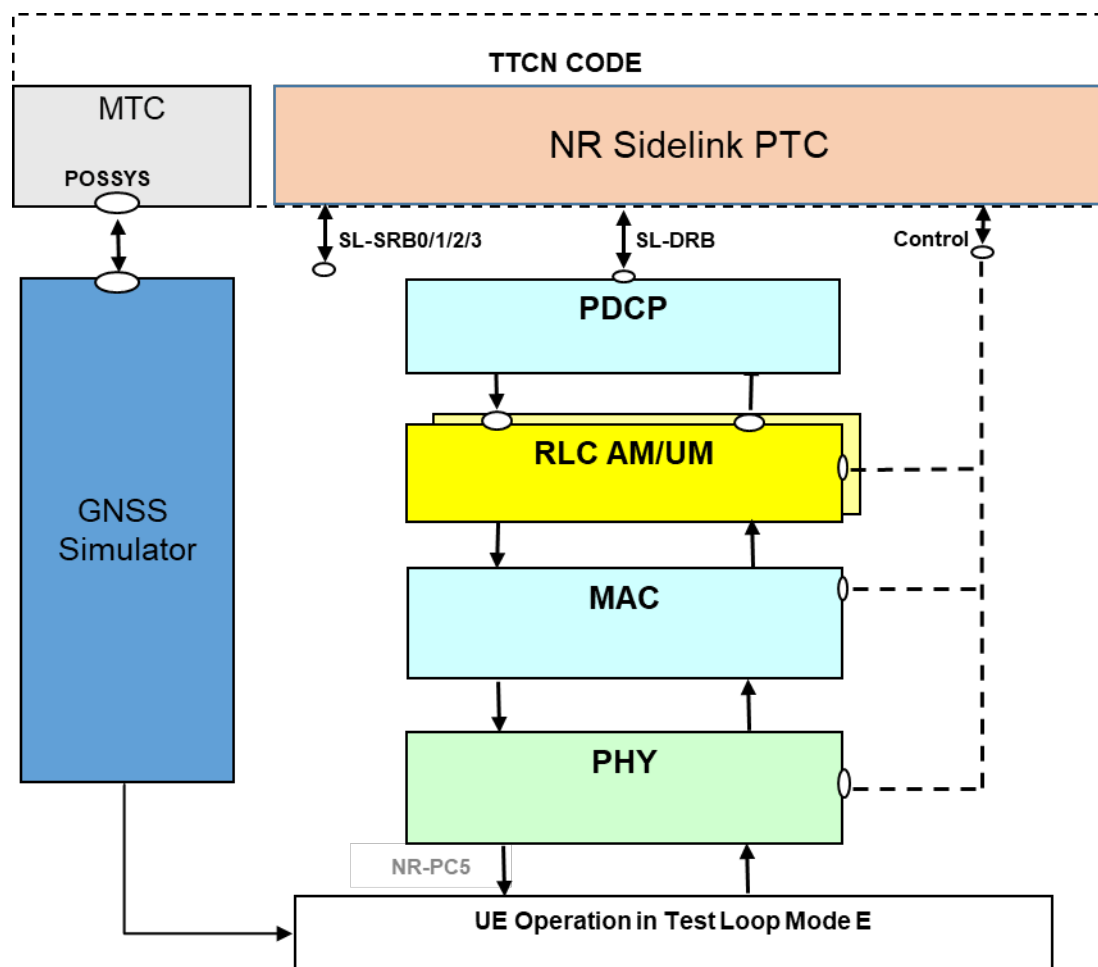 TTCN CODE
MTC
POSSYS
NR Sidelink PTC
SL-SRB0/1/2/3
SL-DRB
Control
PDCP
RLC AM/UM
GNSS
Simulator
MAC
PHY
NR-PC5
UE Operation in Test Loop Mode E